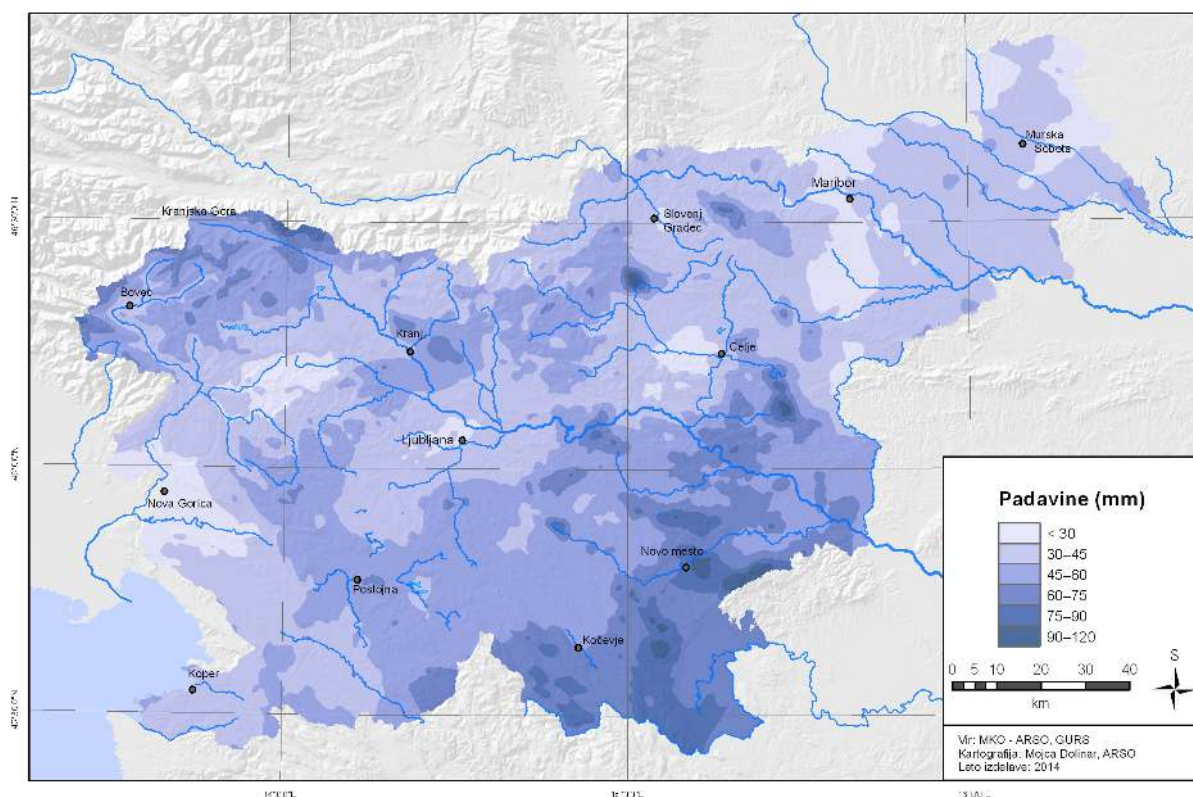 Murska
Sobota
Maribor
Kranjska Gora
Slovenj
Gradec
Bovec
Kranj
Celje
Ljubljana
Nova Gorica
Novo mesto
Postojna
Kočevje
Koper
Padavine (mm)
< 30
30–45
45–60
60–75
75–90
90–120
0 5 10 20 30 40
km
S
Vir: MKO - ARSO, GURS
Kartografija: Mojca Dolinar, ARSO
Leto izdelave: 2014